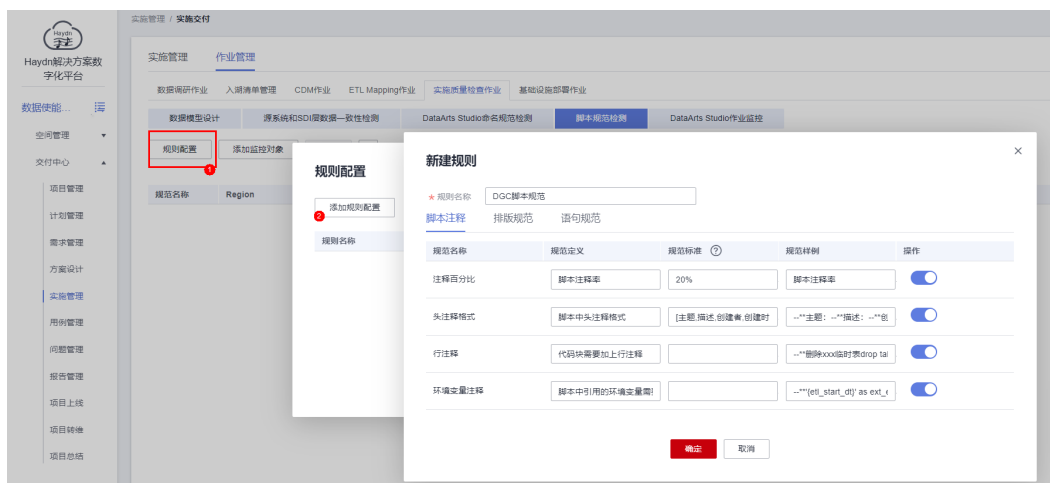 实施管理 / 实施交付
Haydn
Haydn解决方案数
字化平台
数据使能...
空间管理
交付中心
项目管理
计划管理
需求管理
方案设计
实施管理
用例管理
问题管理
报告管理
项目上线
项目转维
项目总结
实施管理 作业管理
数据调研作业 入湖清单管理 CDM作业 ETL Mapping作业 实施质量检查作业 基础设施部署作业
数据模型设计 源系统和SDI层数据一致性检测 DataArts Studio命名规范检测 脚本规范检测 DataArts Studio作业监控
规则配置 添加监控对象
1
规范名称 Region
规则配置
添加规则配置
2
规则名称
新建规则
* 规则名称 DGC脚本规范
脚本注释 排版规范 语句规范
规范名称 规范定义 规范标准 ? 规范样例 操作
注释百分比 脚本注释率 20% 脚本注释率
头注释格式 脚本中头注释格式 [主题,描述,创建者,创建时 --**主题：--**描述：--**创
行注释 代码块需要加上行注释 --**删除xxx临时表drop tal
环境变量注释 脚本中引用的环境变量需要 --**'{etl_start_dt}' as ext_e
确定 取消